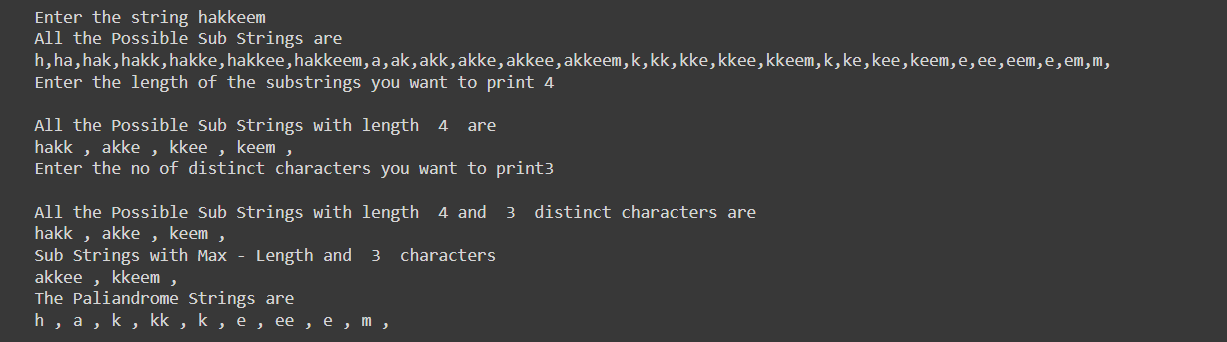 Enter the string hakkeem
All the Possible Sub Strings are
h,ha,hak,hakk,hakke,hakkee,hakkeem,a,ak,akk,akke,akkee,akkeem,k,kk,kke,kkee,kkeem,k,ke,kee,keem,e,ee,eem,e,em,m,
Enter the length of the substrings you want to print 4
All the Possible Sub Strings with length  4  are
hakk , akke , kkee , keem ,
Enter the no of distinct characters you want to print3
All the Possible Sub Strings with length  4 and  3  distinct characters are
hakk , akke , keem ,
Sub Strings with Max - Length and  3  characters
akkee , kkeem ,
The Paliandrome Strings are
h , a , k , kk , k , e , ee , e , m ,